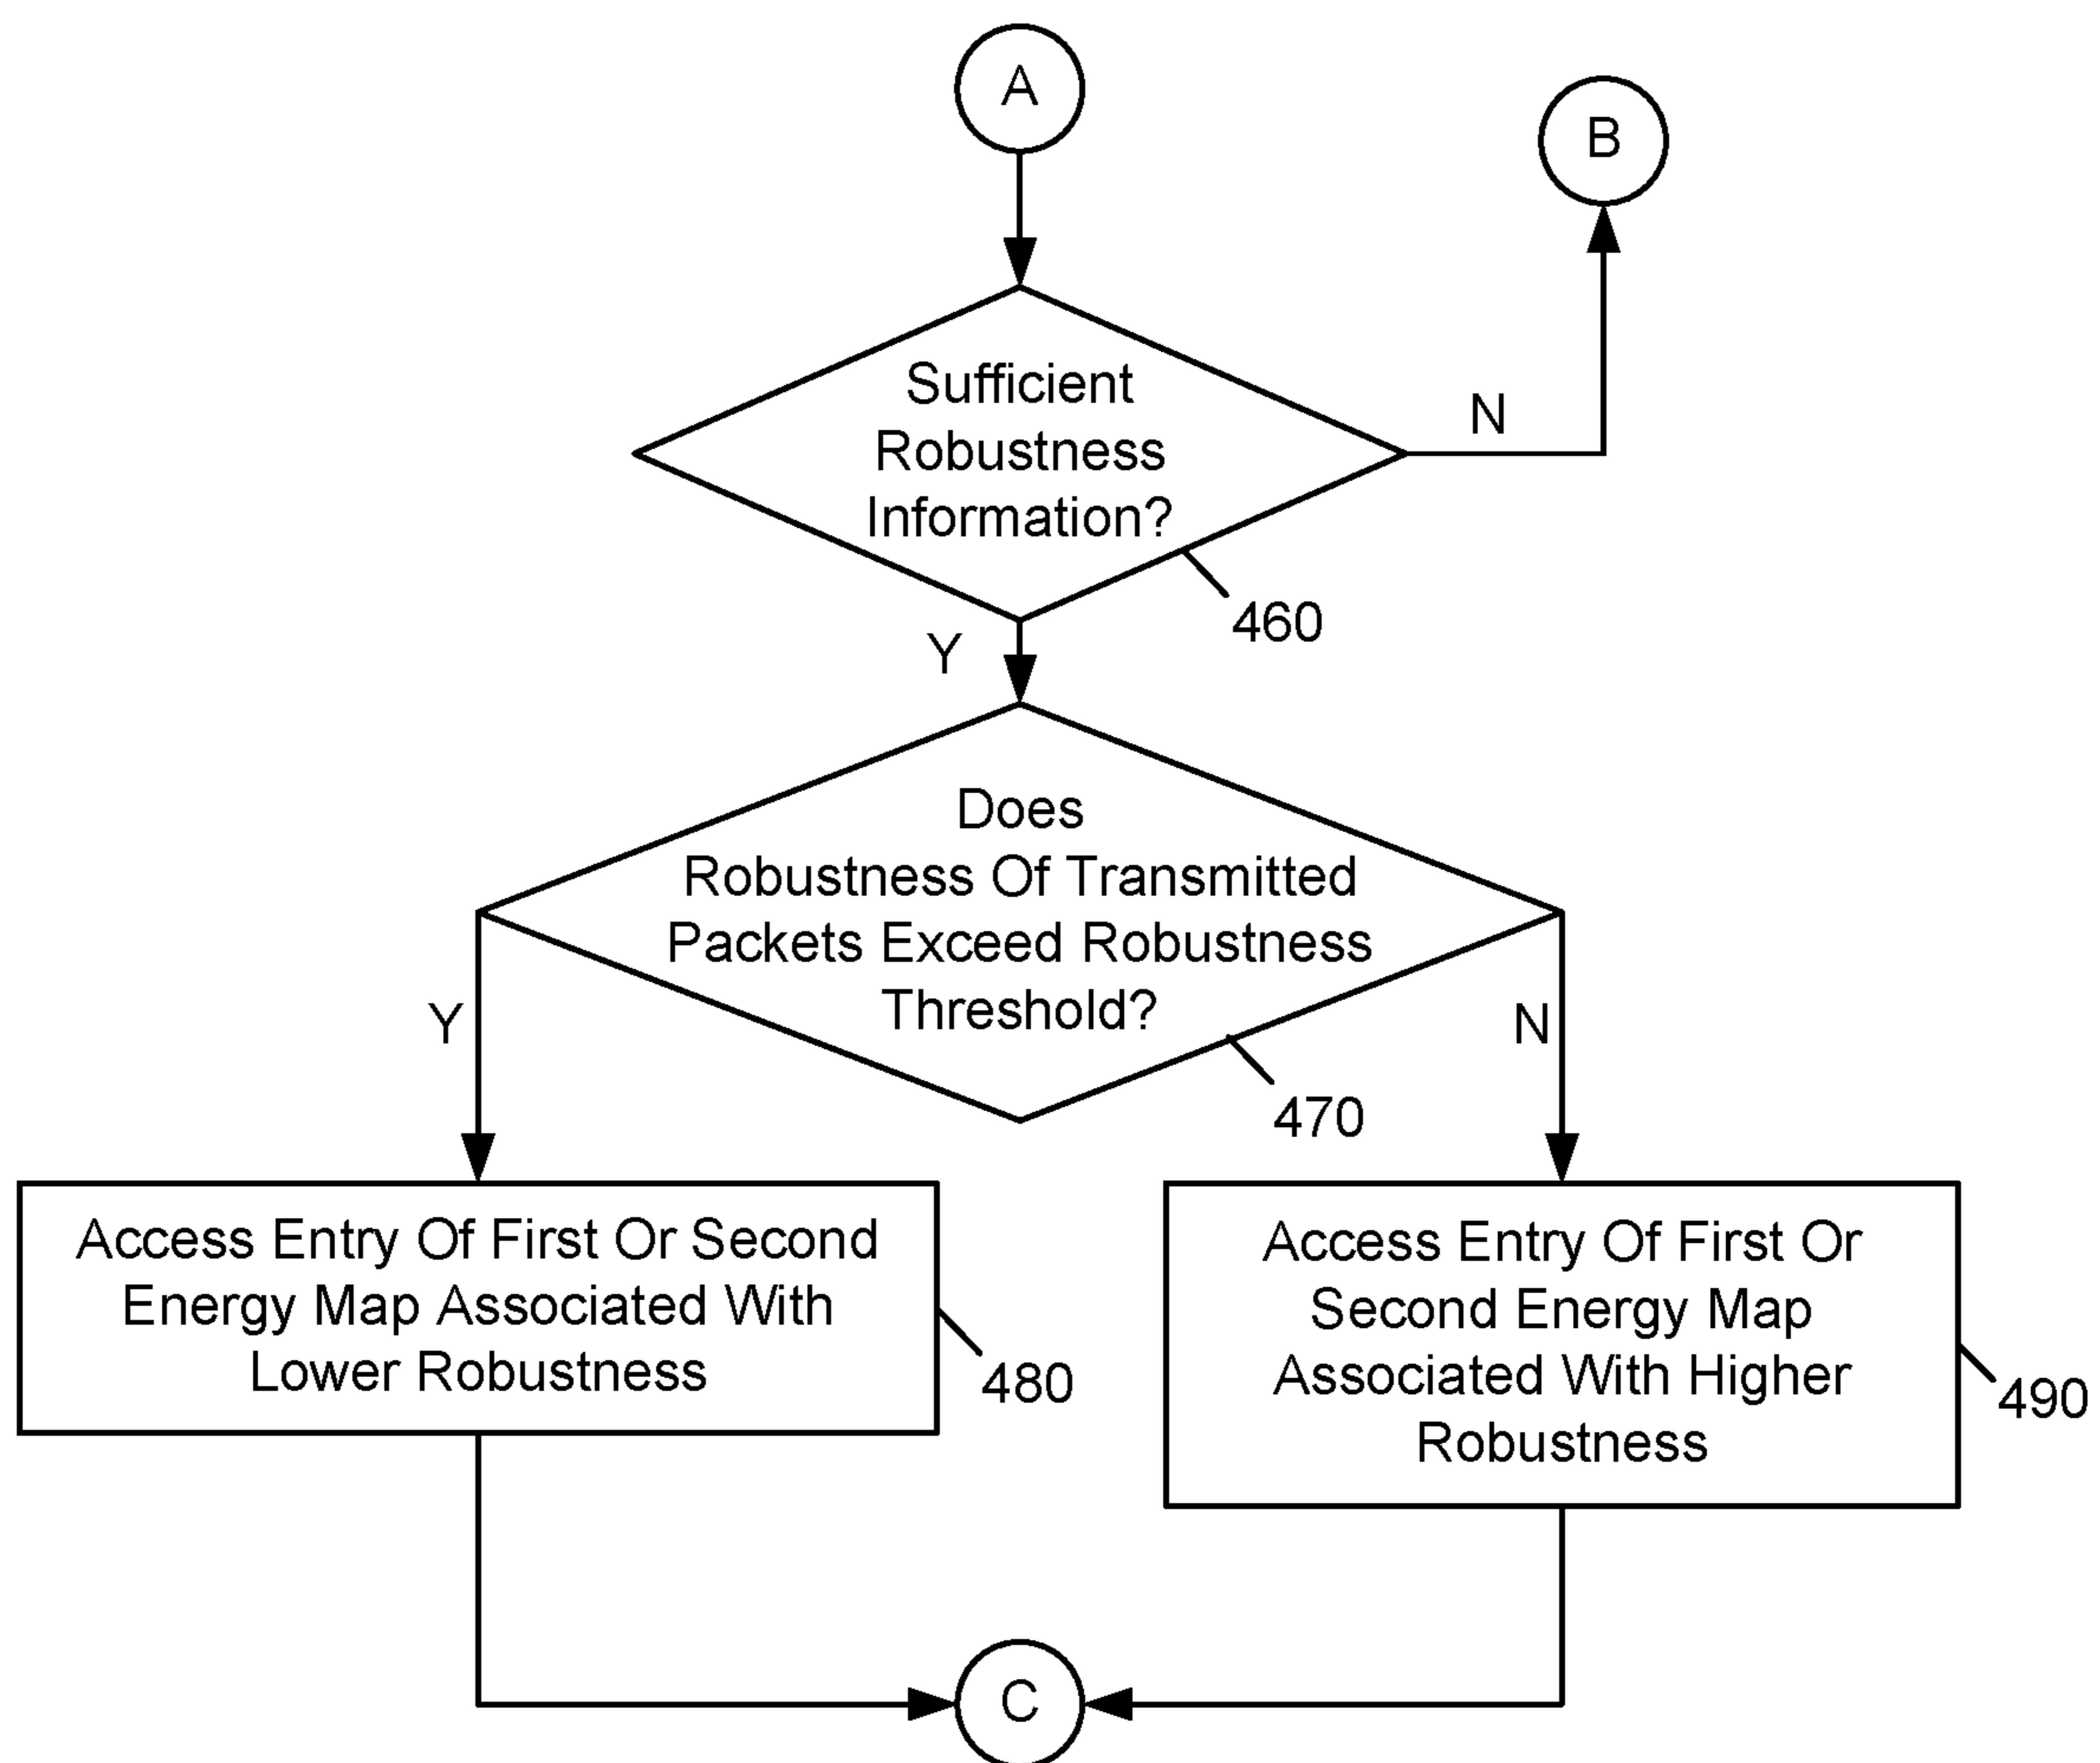 A
B
Sufficient
Robustness
Information?
N
460
Y
Does
Robustness Of Transmitted
Packets Exceed Robustness
Threshold?
Y
N
470
Access Entry Of First Or Second
Energy Map Associated With
Lower Robustness
480
Access Entry Of First Or
Second Energy Map
Associated With Higher
Robustness
490
C